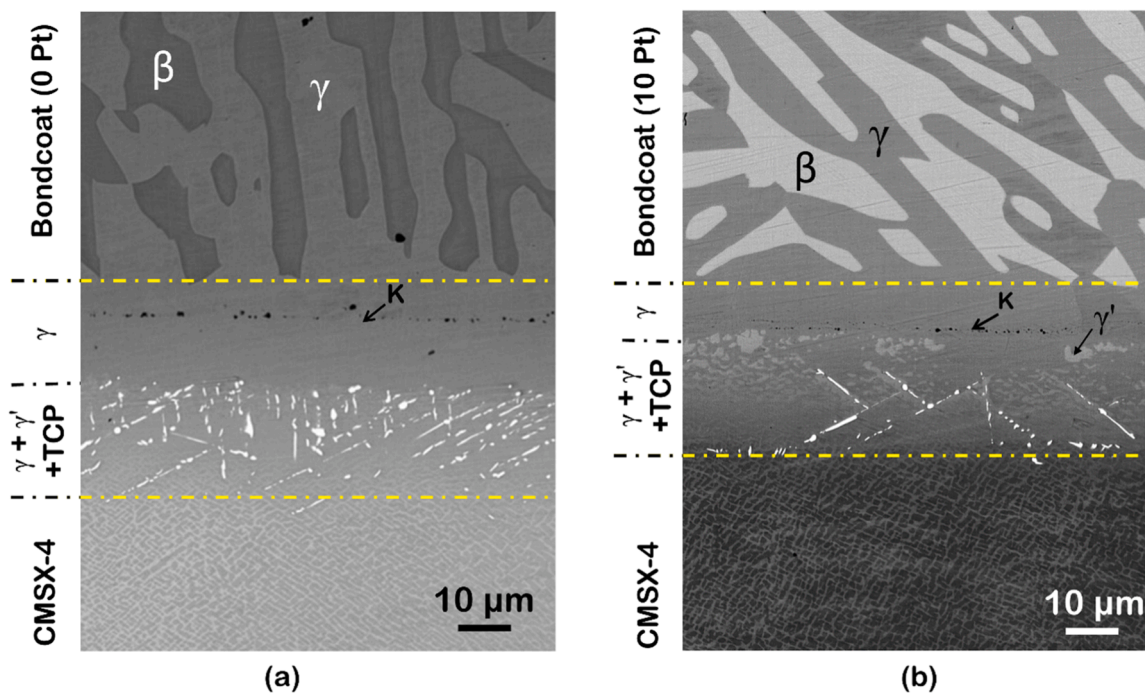 Bondcoat (0 Pt)
β
γ
γ
K
γ + γ'
+TCP
CMSX-4
10 µm
(a)
Bondcoat (10 Pt)
γ
β
γ
K
γ'
γ + γ'
+TCP
CMSX-4
10 µm
(b)